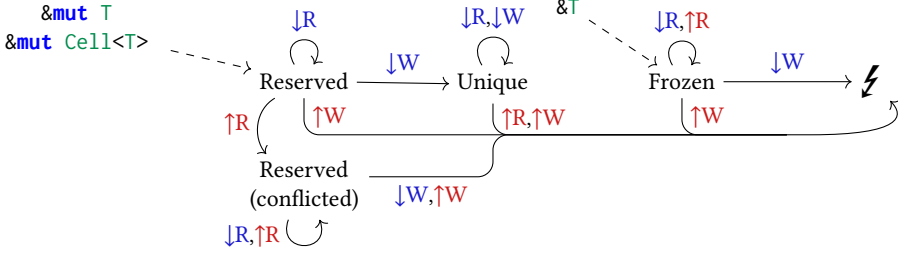 &mut T
&mut Cell<T>
&T
↓R
↓R,↓W
↓R,↑R
Reserved
↓W
Unique
Frozen
↓W
↑R
↑W
↑R,↑W
↑W
Reserved
(conflicted)
↓W,↑W
↓R,↑R